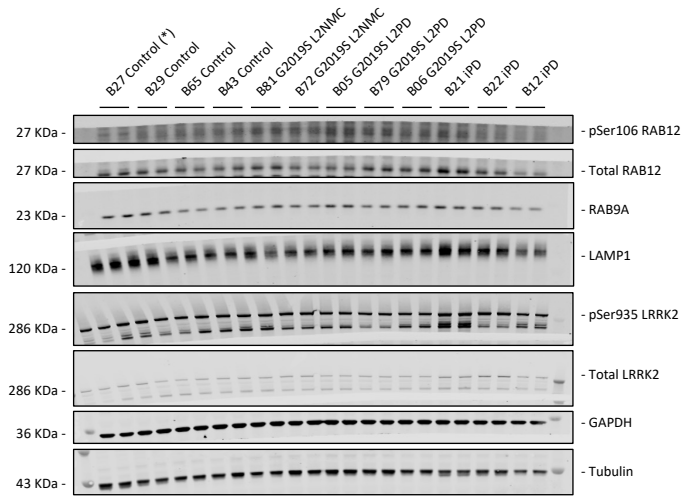 B27 Control (*)
B29 Control
B65 Control
B43 Control
B81 G2019S L2NMC
B72 G2019S L2NMC
B05 G2019S L2PD
B79 G2019S L2PD
B06 G2019S L2PD
B21 iPD
B22 iPD
B12 iPD
27 KDa - - pSer106 RAB12
27 KDa - - Total RAB12
23 KDa - - RAB9A
120 KDa - - LAMP1
286 KDa - - pSer935 LRRK2
286 KDa - - Total LRRK2
36 KDa - - GAPDH
43 KDa - - Tubulin